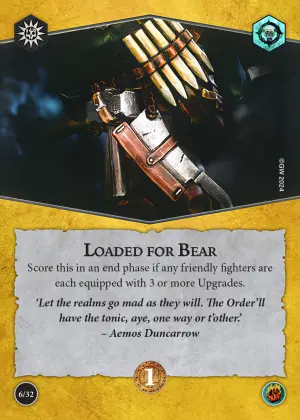 ©GW 2024
LOADED FOR BEAR
Score this in an end phase if any friendly fighters are
each equipped with 3 or more Upgrades.
‘Let the realms go mad as they will. The Order’ll
have the tonic, aye, one way or t’other.’
– Aemos Duncarrow
1
6/32